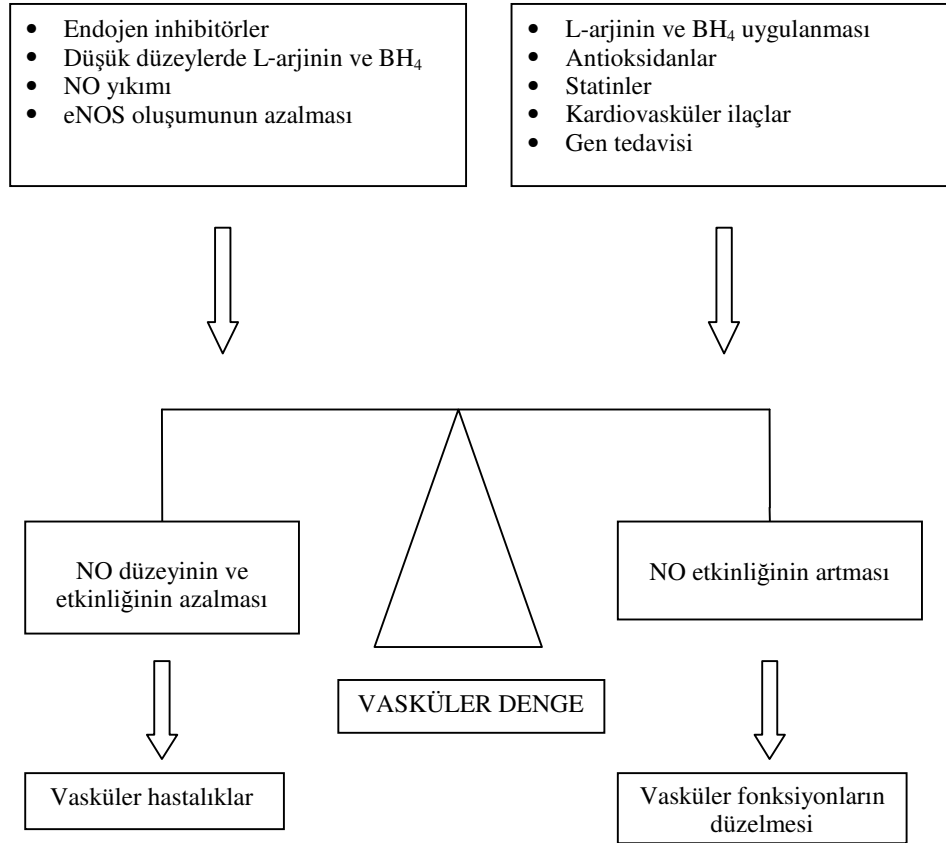 • Endojen inhibitörler
• Düşük düzeylerde L-arjinin ve BH₄
• NO yıkımı
• eNOS oluşumunun azalması
• L-arjinin ve BH₄ uygulanması
• Antioksidanlar
• Statinler
• Kardiovasküler ilaçlar
• Gen tedavisi
NO düzeyinin ve
etkinliğinin azalması
NO etkinliğinin artması
VASKÜLER DENGE
Vasküler hastalıklar
Vasküler fonksiyonların
düzelmesi